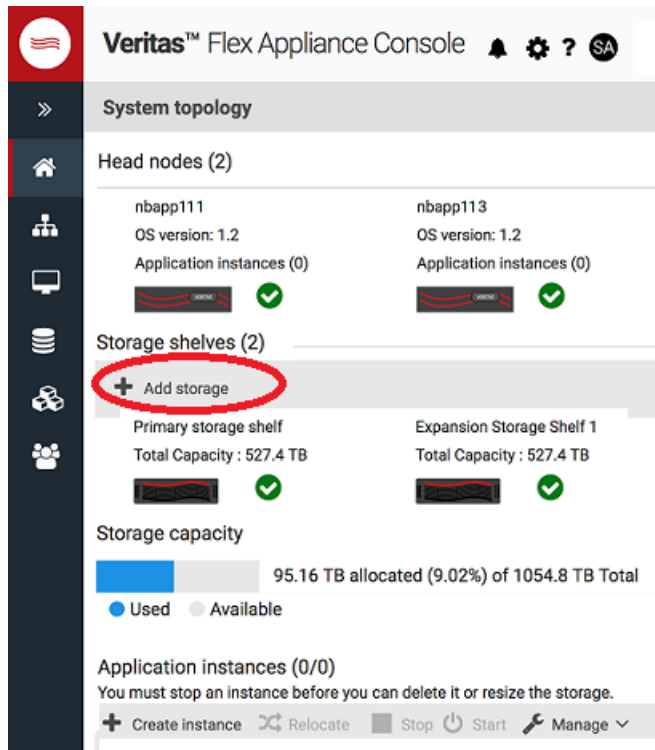 Veritas™ Flex Appliance Console ? SA
System topology
Head nodes (2)
nbapp111 nbapp113
OS version: 1.2 OS version: 1.2
Application instances (0) Application instances (0)
VERITAS VERITAS
Storage shelves (2)
Add storage
Primary storage shelf Expansion Storage Shelf 1
Total Capacity : 527.4 TB Total Capacity : 527.4 TB
Storage capacity
95.16 TB allocated (9.02%) of 1054.8 TB Total
Used Available
Application instances (0/0)
You must stop an instance before you can delete it or resize the storage.
Create instance Relocate Stop Start Manage